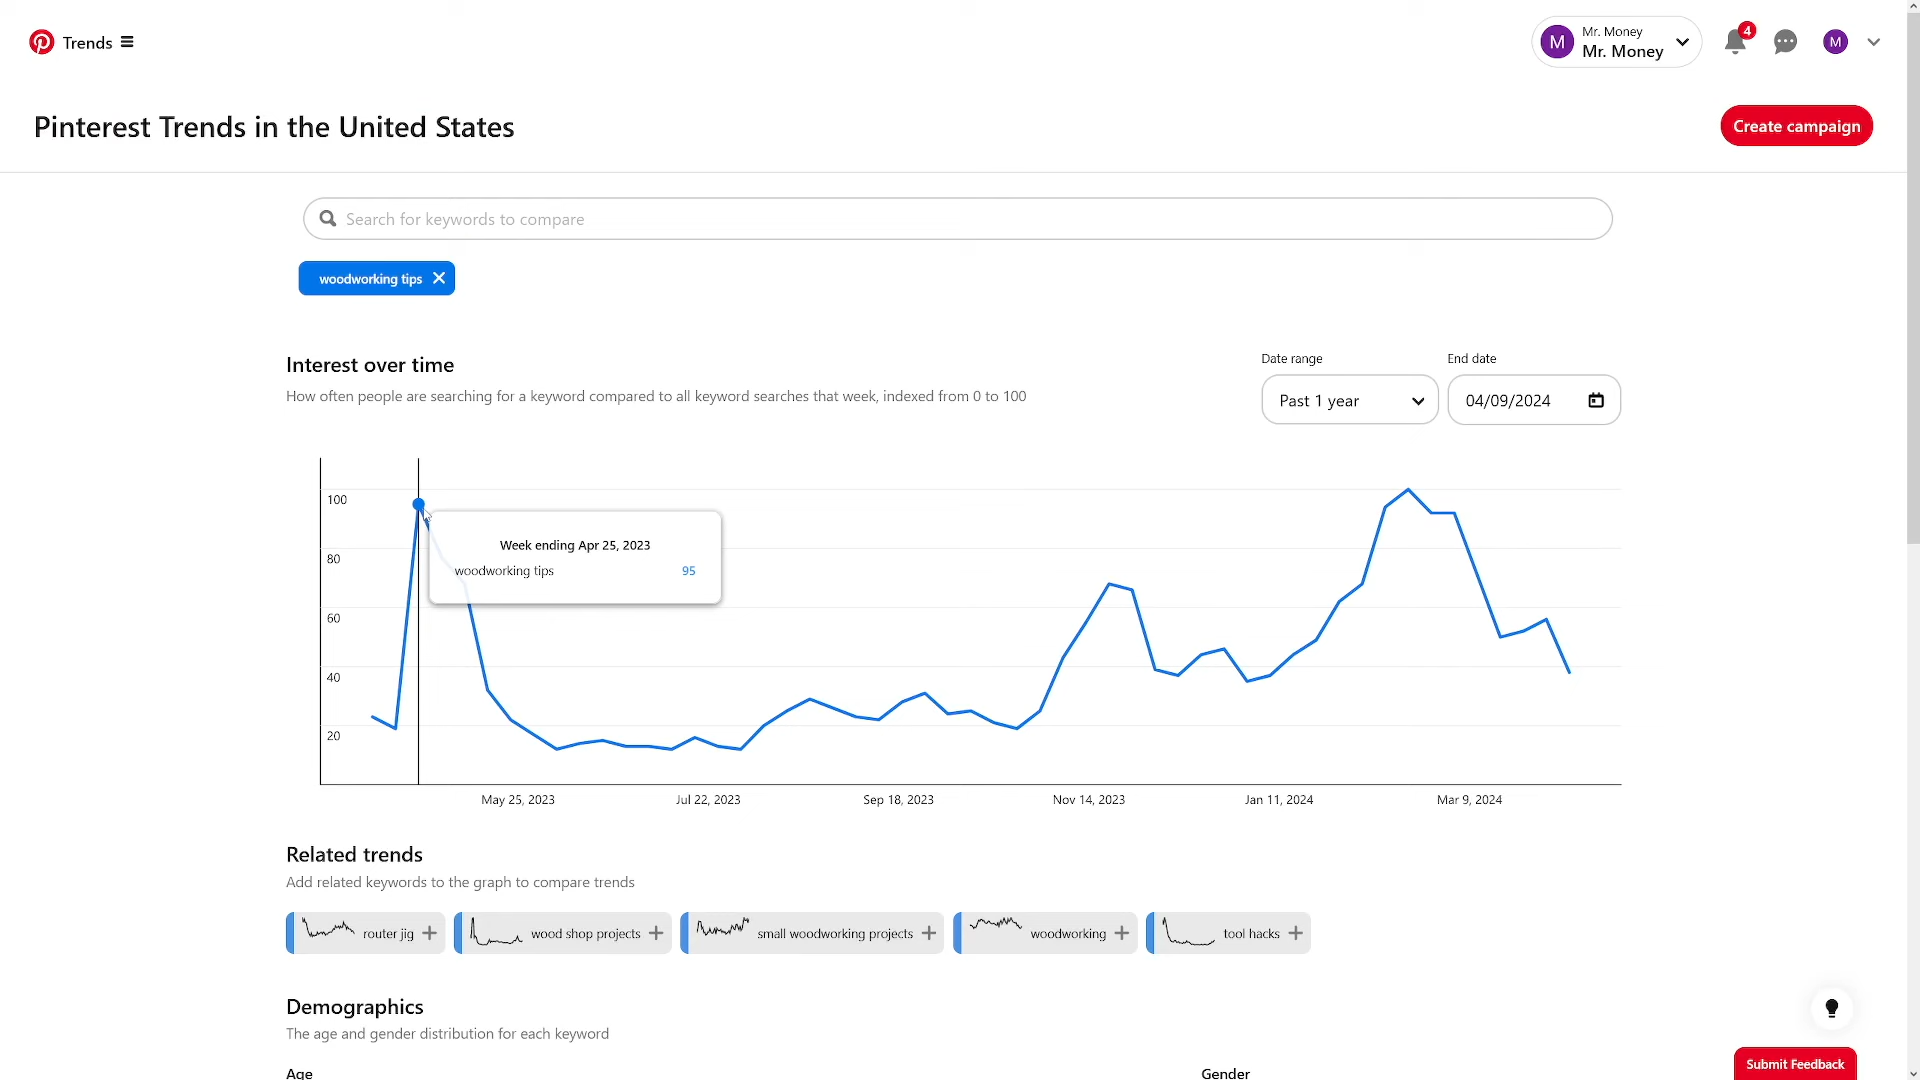 Trends
Mr. Money
M
Mr. Money
4
M
Pinterest Trends in the United States
Create campaign
Search for keywords to compare
woodworking tips
Interest over time
How often people are searching for a keyword compared to all keyword searches that week, indexed from 0 to 100
Date range
End date
Past 1 year
04/09/2024
100
80
60
40
20
Week ending Apr 25, 2023
woodworking tips 95
May 25, 2023
Jul 22, 2023
Sep 18, 2023
Nov 14, 2023
Jan 11, 2024
Mar 9, 2024
Related trends
Add related keywords to the graph to compare trends
router jig
wood shop projects
small woodworking projects
woodworking
tool hacks
Demographics
The age and gender distribution for each keyword
Age
Gender
Submit Feedback